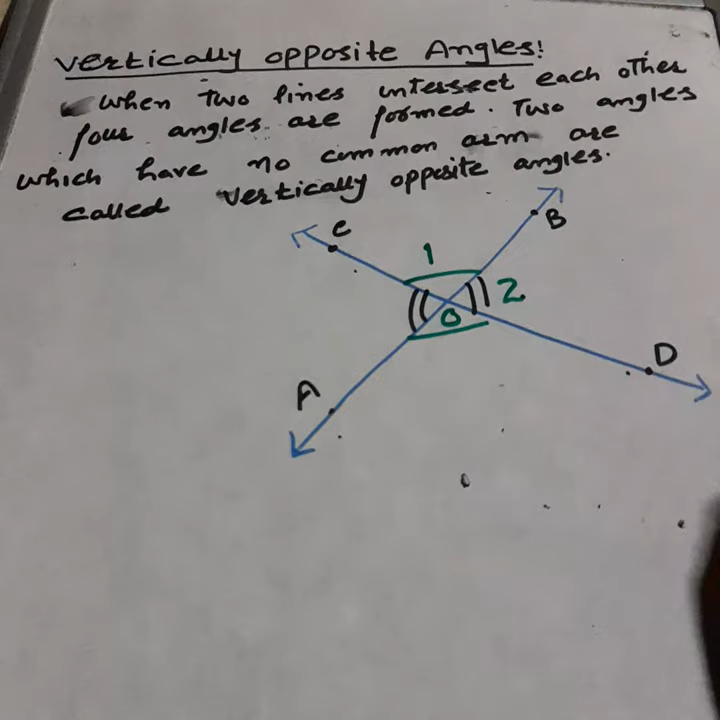 Vertically opposite Angles!
when two lines intersect each other
four angles are formed. Two angles
which have no common arm are
called vertically opposite angles.
C
B
1
2
O
D
A